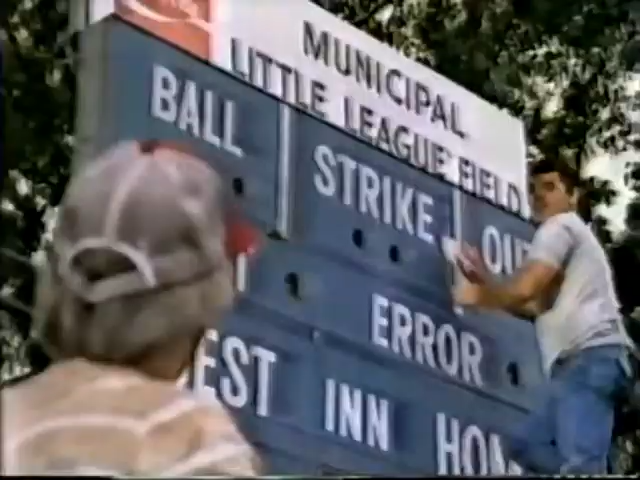 MUNICIPAL
LITTLE LEAGUE FIELD
BALL STRIKE OUT
ERROR
EST INN HOM